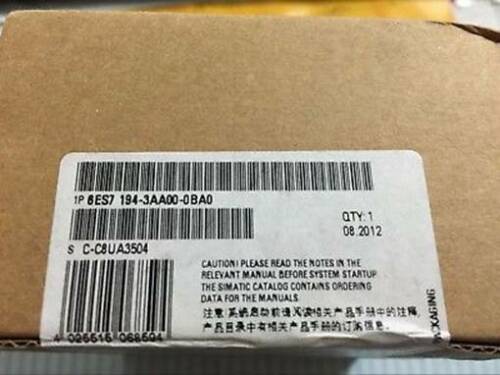 1P 6ES7 194-3AA00-0BA0
QTY: 1
08.2012
S C-C8UA3504
CAUTION! PLEASE READ THE NOTES IN THE
RELEVANT MANUAL BEFORE SYSTEM STARTUP.
THE SIMATIC CATALOG CONTAINS ORDERING
DATA FOR THE MANUALS.
注意:系统启动前请阅读相关产品手册中的注释,
产品目录中有相关产品手册的订购信息.
4 025515 068504